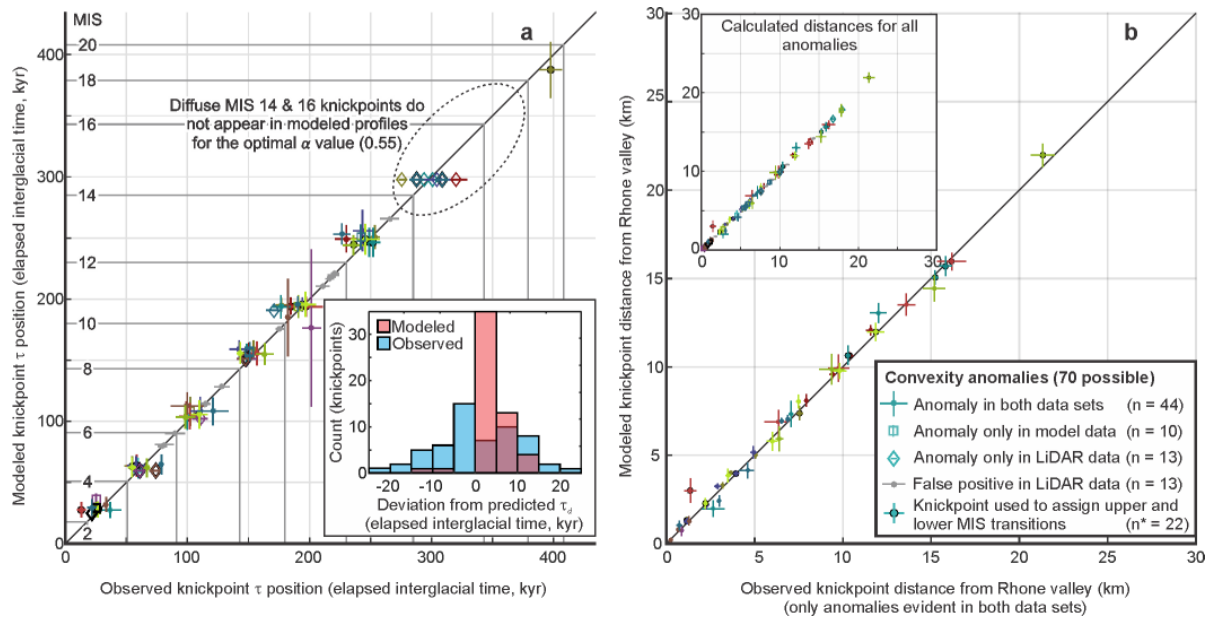 MIS
a
400
300
200
100
0
20
18
16
14
12
10
8
6
4
2
Modeled knickpoint τ position (elapsed interglacial time, kyr)
Diffuse MIS 14 & 16 knickpoints do
not appear in modeled profiles
for the optimal α value (0.55)
30
20
10
0
Count (knickpoints)
Modeled
Observed
-20 -10 0 10 20
Deviation from predicted τd
(elapsed interglacial time, kyr)
0 100 200 300 400
Observed knickpoint τ position (elapsed interglacial time, kyr)
b
30
25
20
15
10
5
0
Modeled knickpoint distance from Rhone valley (km)
Calculated distances for all
anomalies
30
20
10
0 10 20 30
Convexity anomalies (70 possible)
Anomaly in both data sets (n = 44)
Anomaly only in model data (n = 10)
Anomaly only in LiDAR data (n = 13)
False positive in LiDAR data (n = 13)
Knickpoint used to assign upper and
lower MIS transitions (n* = 22)
0 5 10 15 20 25 30
Observed knickpoint distance from Rhone valley (km)
(only anomalies evident in both data sets)